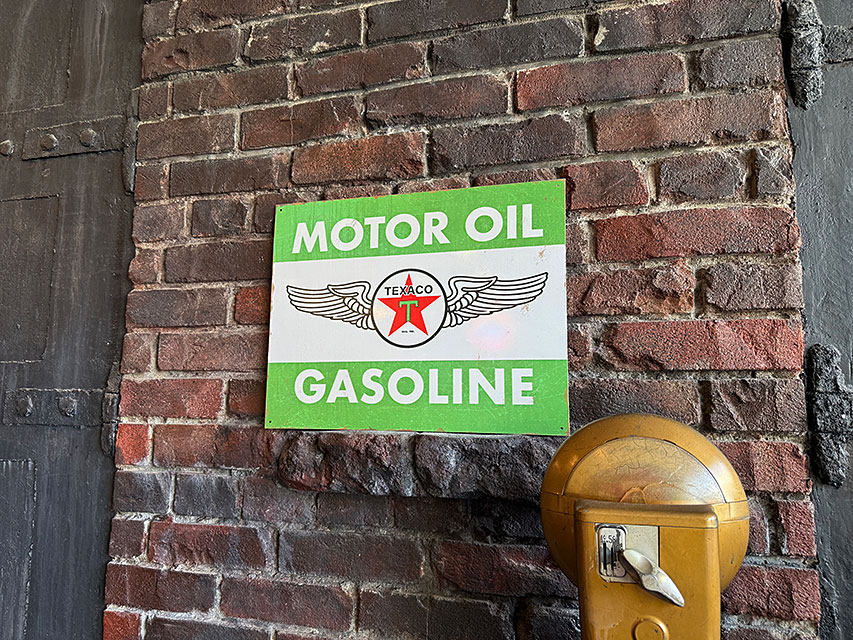 MOTOR OIL
TEXACO
T
GASOLINE